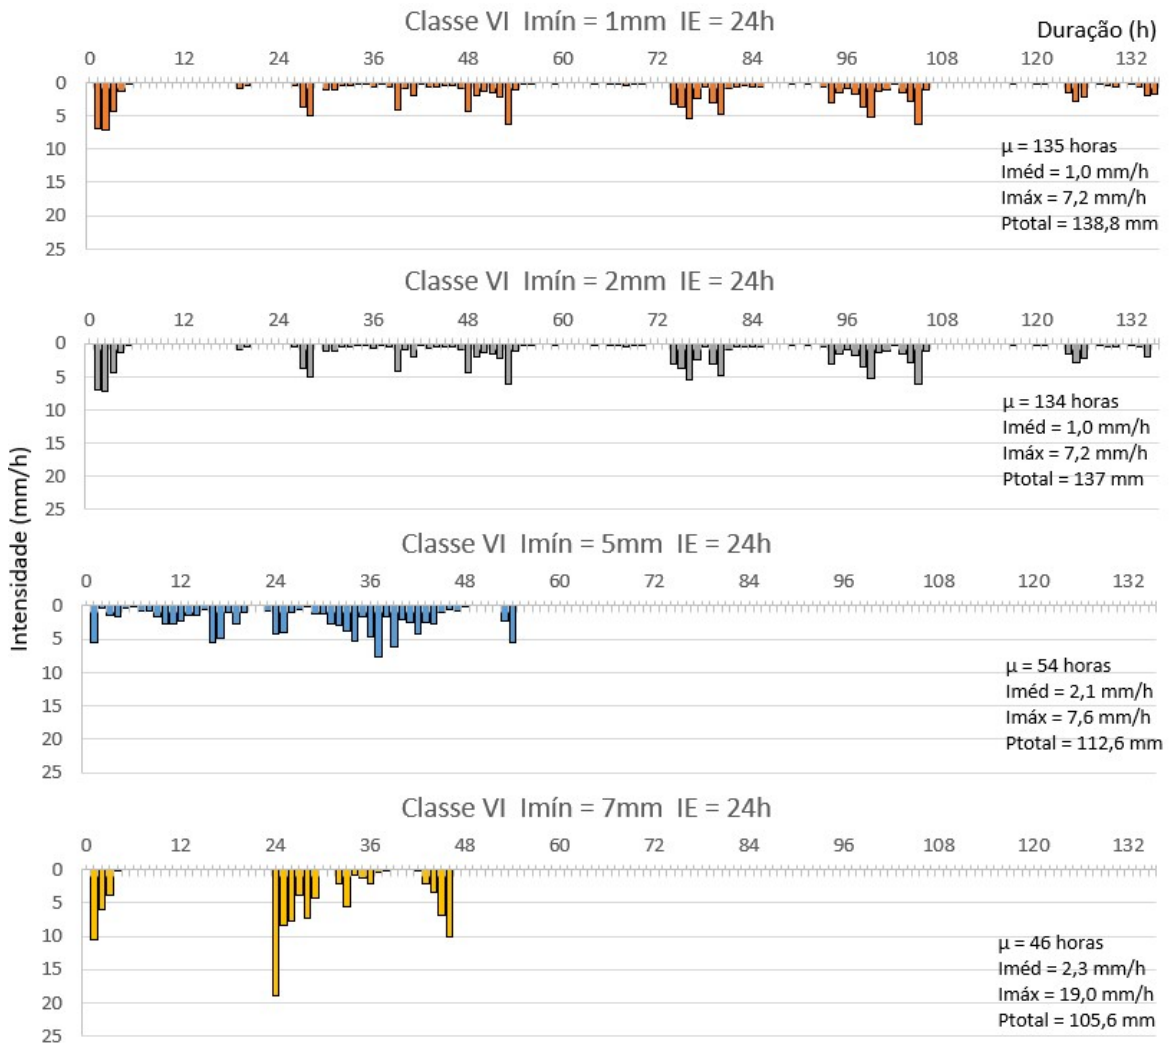 Classe VI Imín = 1mm IE = 24h
Duração (h)
0 12 24 36 48 60 72 84 96 108 120 132
0
5
10
15
20
25
μ = 135 horas
Iméd = 1,0 mm/h
Imáx = 7,2 mm/h
Ptotal = 138,8 mm
Classe VI Imín = 2mm IE = 24h
0 12 24 36 48 60 72 84 96 108 120 132
0
5
10
15
20
25
μ = 134 horas
Iméd = 1,0 mm/h
Imáx = 7,2 mm/h
Ptotal = 137 mm
Intensidade (mm/h)
Classe VI Imín = 5mm IE = 24h
0 12 24 36 48 60 72 84 96 108 120 132
0
5
10
15
20
25
μ = 54 horas
Iméd = 2,1 mm/h
Imáx = 7,6 mm/h
Ptotal = 112,6 mm
Classe VI Imín = 7mm IE = 24h
0 12 24 36 48 60 72 84 96 108 120 132
0
5
10
15
20
25
μ = 46 horas
Iméd = 2,3 mm/h
Imáx = 19,0 mm/h
Ptotal = 105,6 mm